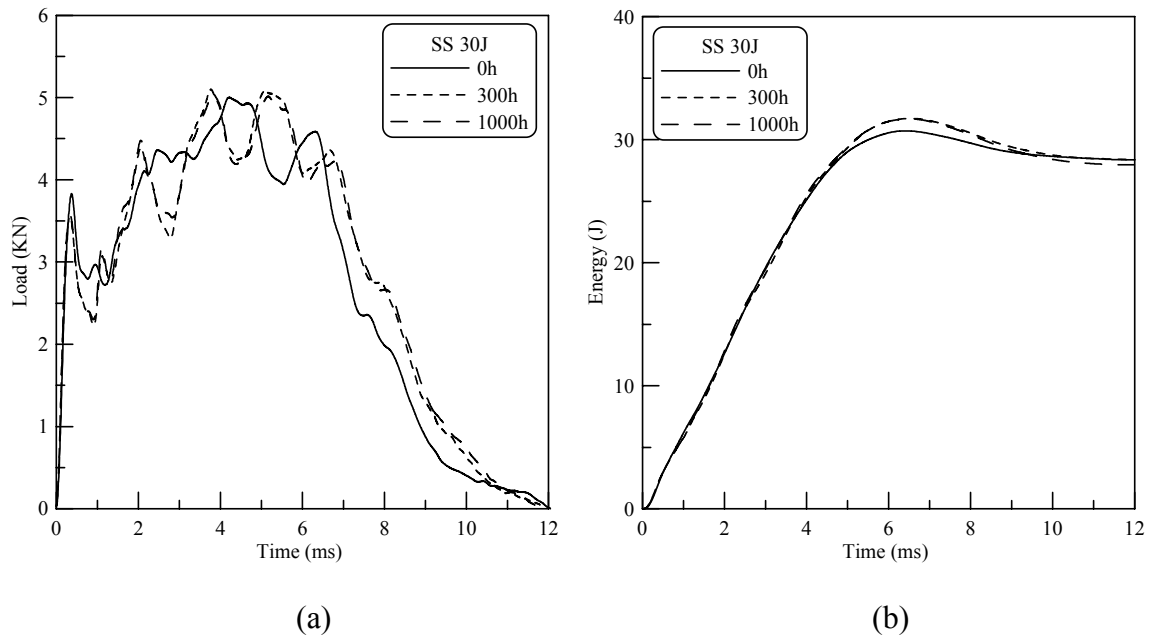 6
5
4
3
2
1
0
Load (KN)
SS 30J
0h
300h
1000h
0 2 4 6 8 10 12
Time (ms)
(a)
40
30
20
10
0
Energy (J)
SS 30J
0h
300h
1000h
0 2 4 6 8 10 12
Time (ms)
(b)